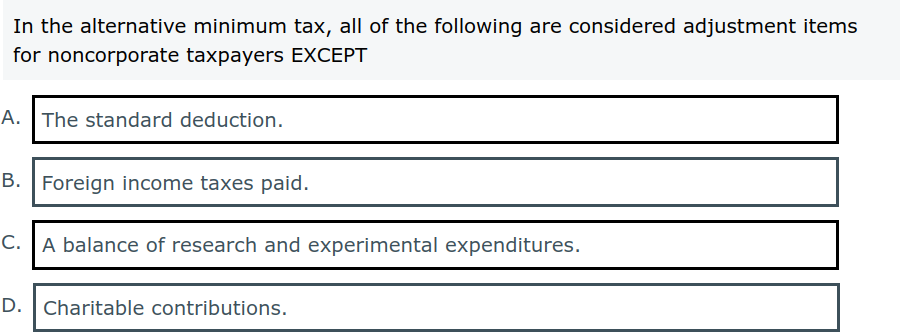 In the alternative minimum tax, all of the following are considered adjustment items
for noncorporate taxpayers EXCEPT
A. The standard deduction.
B. Foreign income taxes paid.
C. A balance of research and experimental expenditures.
D. Charitable contributions.